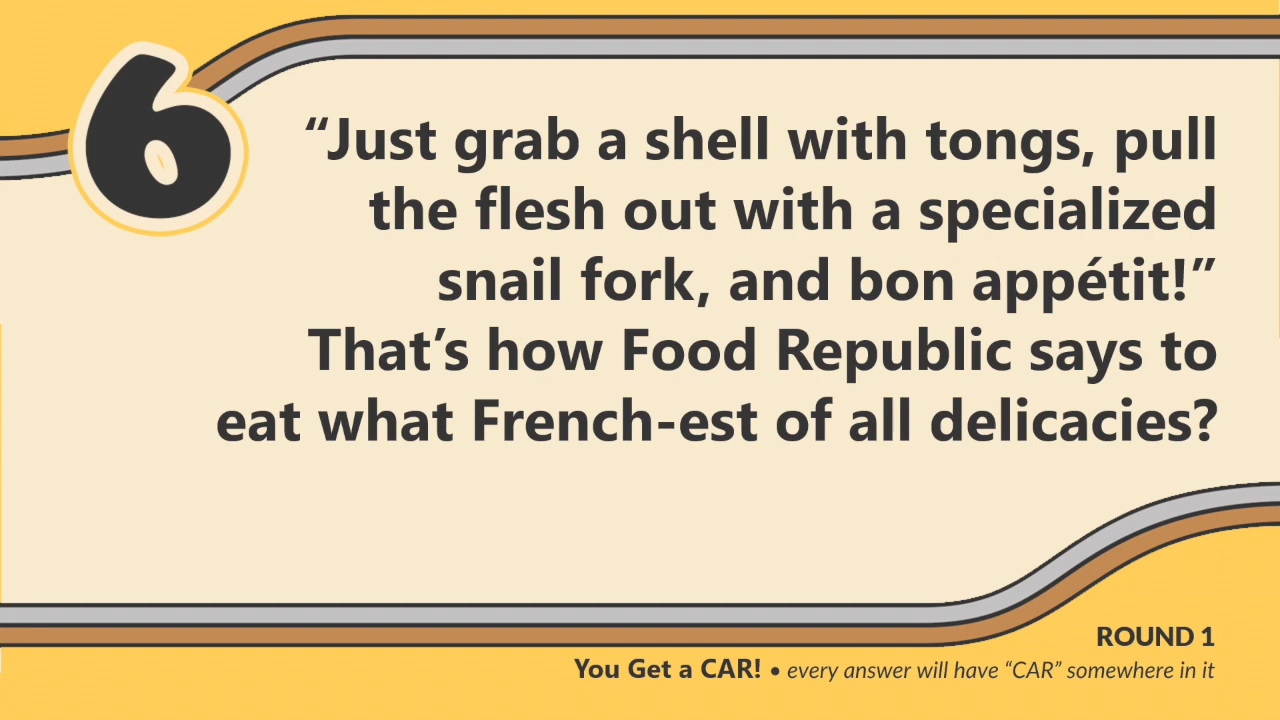 6
“Just grab a shell with tongs, pull
the flesh out with a specialized
snail fork, and bon appétit!”
That’s how Food Republic says to
eat what French-est of all delicacies?
ROUND 1
You Get a CAR! • every answer will have “CAR” somewhere in it